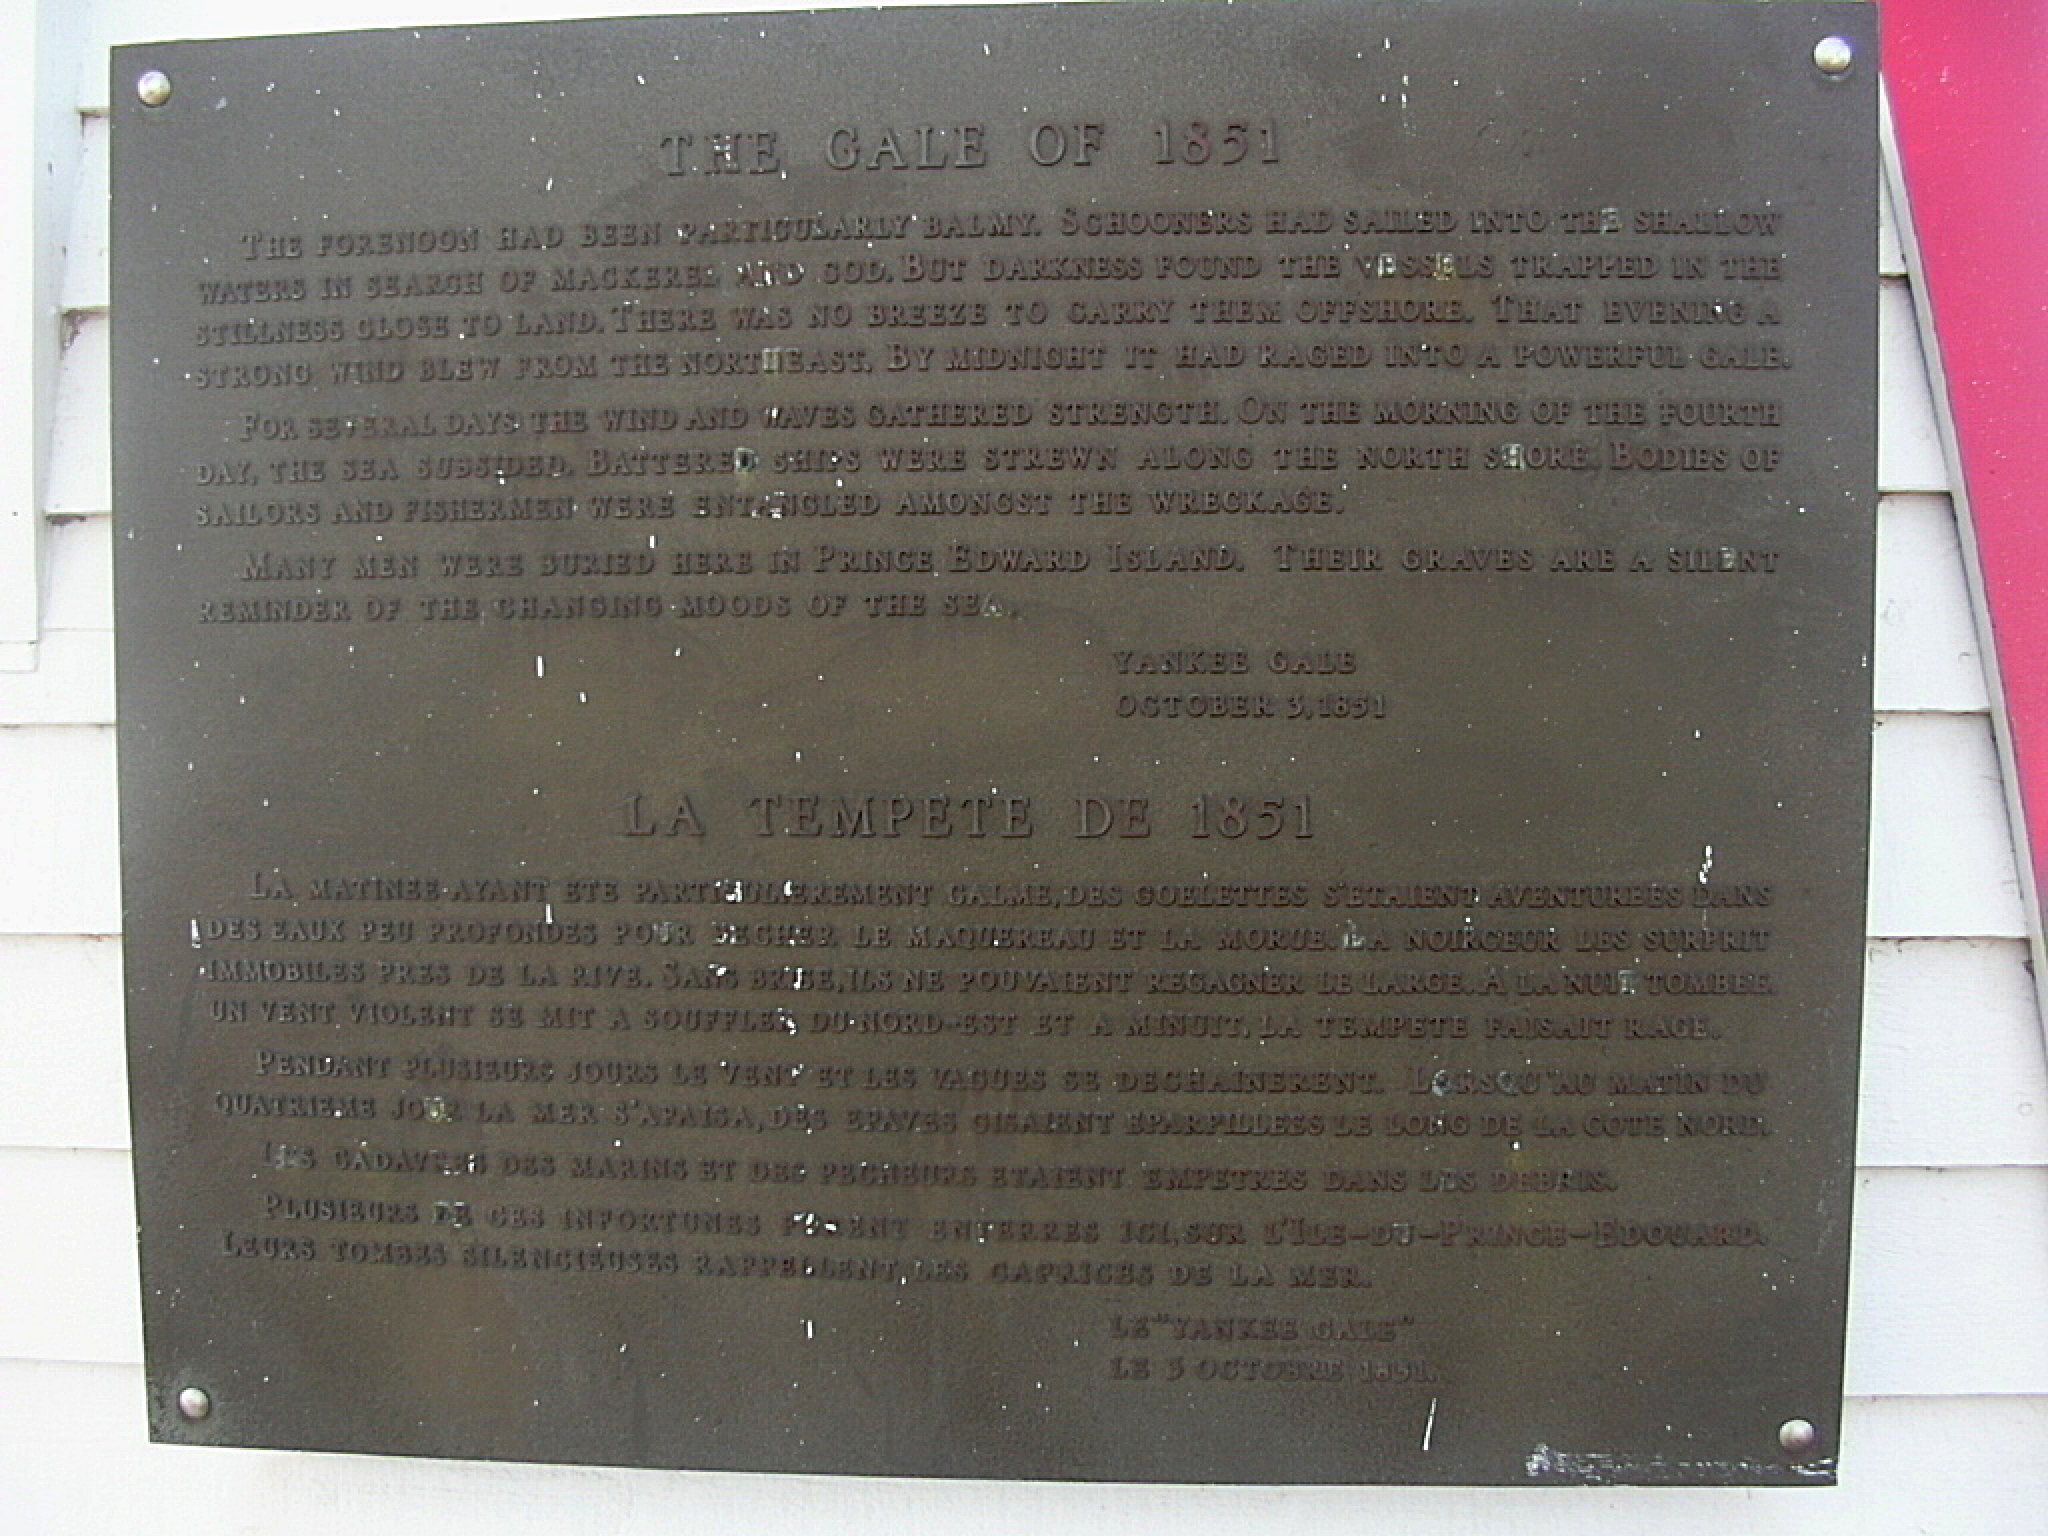 THE GALE OF 1851
THE FORENOON HAD BEEN PARTICULARLY BALMY. SCHOONERS HAD SAILED INTO THE SHALLOW
WATERS IN SEARCH OF MACKEREL AND COD. BUT DARKNESS FOUND THE VESSELS TRAPPED IN THE
STILLNESS CLOSE TO LAND. THERE WAS NO BREEZE TO CARRY THEM OFFSHORE. THAT EVENING A
STRONG WIND BLEW FROM THE NORTHEAST. BY MIDNIGHT IT HAD RAGED INTO A POWERFUL GALE.
FOR SEVERAL DAYS THE WIND AND WAVES GATHERED STRENGTH. ON THE MORNING OF THE FOURTH
DAY, THE SEA SUBSIDED. BATTERED SHIPS WERE STREWN ALONG THE NORTH SHORE. BODIES OF
SAILORS AND FISHERMEN WERE ENTANGLED AMONGST THE WRECKAGE.
MANY MEN WERE BURIED HERE IN PRINCE EDWARD ISLAND. THEIR GRAVES ARE A SILENT
REMINDER OF THE CHANGING MOODS OF THE SEA.
YANKEE GALE
OCTOBER 3, 1851
LA TEMPETE DE 1851
LA MATINEE AYANT ETE PARTICULIEREMENT CALME, DES GOELETTES S'ETAIENT AVENTUREES DANS
DES EAUX PEU PROFONDES POUR PECHER LE MAQUEREAU ET LA MORUE. LA NOIRCEUR LES SURPRIT
IMMOBILES PRES DE LA RIVE. SANS BRISE, ILS NE POUVAIENT REGAGNER LE LARGE. A LA NUIT TOMBEE
UN VENT VIOLENT SE MIT A SOUFFLER DU NORD-EST ET A MINUIT, LA TEMPETE FAISAIT RAGE.
PENDANT PLUSIEURS JOURS LE VENT ET LES VAGUES SE DECHAINERENT. LORSQU'AU MATIN DU
QUATRIEME JOUR LA MER S'APAISA, DES EPAVES GISAIENT EPARPILLEES LE LONG DE LA COTE NORD.
LES CADAVRES DES MARINS ET DES PECHEURS ETAIENT EMPETRES DANS LES DEBRIS.
PLUSIEURS DE CES INFORTUNES FURENT ENTERRES ICI, SUR L'ILE-DU-PRINCE-EDOUARD.
LEURS TOMBES SILENCIEUSES RAPPELLENT LES CAPRICES DE LA MER.
LE "YANKEE GALE"
LE 3 OCTOBRE 1851.